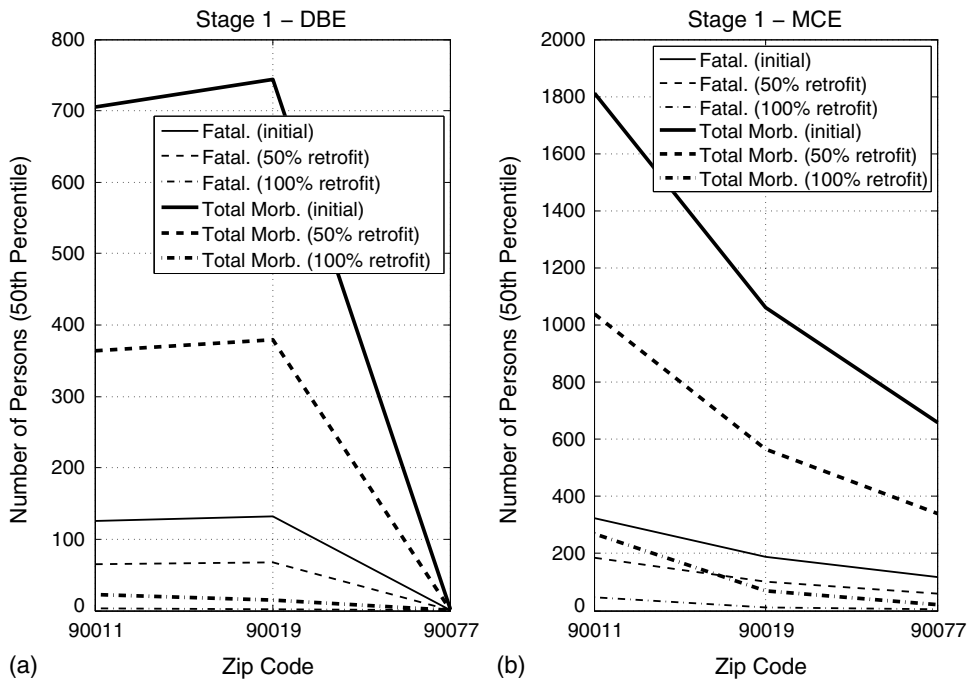 Stage 1 – DBE
800
700
600
500
400
300
200
100
0
Number of Persons (50th Percentile)
Fatal. (initial)
Fatal. (50% retrofit)
Fatal. (100% retrofit)
Total Morb. (initial)
Total Morb. (50% retrofit)
Total Morb. (100% retrofit)
90011
90019
90077
Zip Code
(a)
Stage 1 – MCE
2000
1800
1600
1400
1200
1000
800
600
400
200
0
Number of Persons (50th Percentile)
Fatal. (initial)
Fatal. (50% retrofit)
Fatal. (100% retrofit)
Total Morb. (initial)
Total Morb. (50% retrofit)
Total Morb. (100% retrofit)
90011
90019
90077
Zip Code
(b)